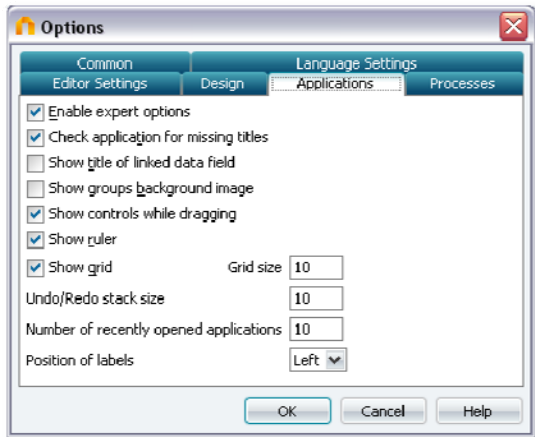 Options
Common Language Settings
Editor Settings Design Applications Processes
Enable expert options
Check application for missing titles
Show title of linked data field
Show groups background image
Show controls while dragging
Show ruler
Show grid Grid size 10
Undo/Redo stack size 10
Number of recently opened applications 10
Position of labels Left
OK Cancel Help